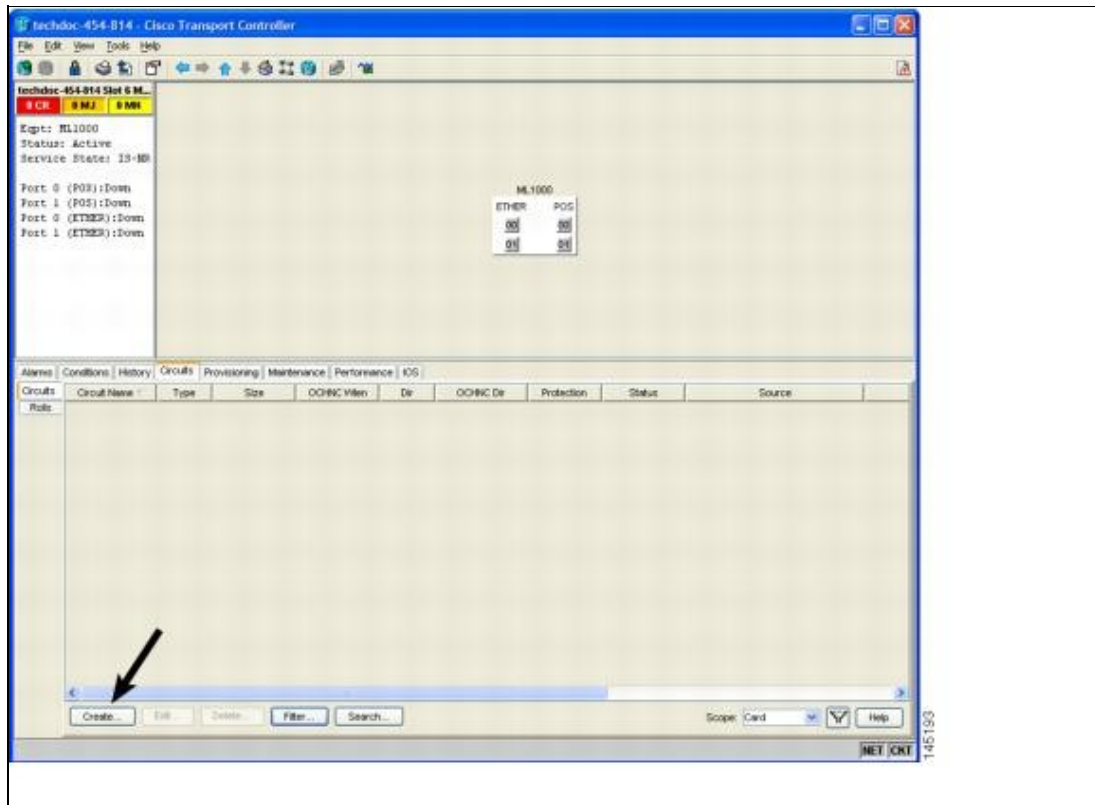 techdoc-454-814 - Cisco Transport Controller
File Edit View Tools Help
techdoc-454-814 Slot 6 M...
0 CR 0 MJ 0 MN
Eqpt: ML1000
Status: Active
Service State: IS-NR
Port 0 (POS):Down
Port 1 (POS):Down
Port 0 (ETHER):Down
Port 1 (ETHER):Down
ML1000
ETHER POS
00 00
01 01
Alarms Conditions History Circuits Provisioning Maintenance Performance IOS
Circuits Circuit Name Type Size OCHNC Wlen Dir OCHNC Dir Protection Status Source
Rolls
Create... Edit... Delete... Filter... Search... Scope: Card Help
NET CKT
145193